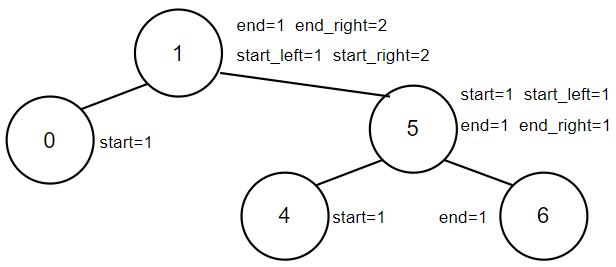 end=1 end_right=2
1
start_left=1 start_right=2
start=1 start_left=1
5
end=1 end_right=1
0
start=1
4
start=1
end=1
6